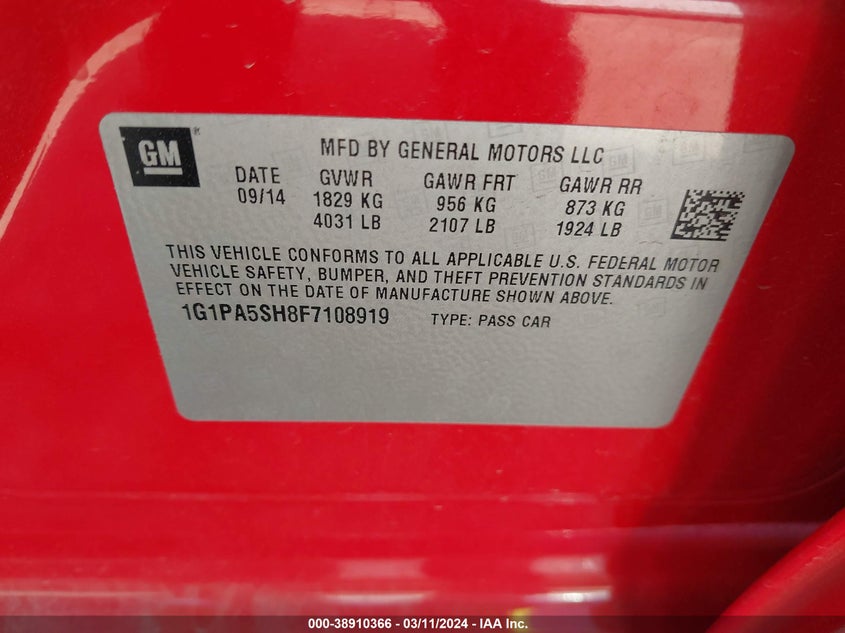 GM®
MFD BY GENERAL MOTORS LLC
DATE GVWR GAWR FRT GAWR RR
09/14 1829 KG 956 KG 873 KG
4031 LB 2107 LB 1924 LB
THIS VEHICLE CONFORMS TO ALL APPLICABLE U.S. FEDERAL MOTOR
VEHICLE SAFETY, BUMPER, AND THEFT PREVENTION STANDARDS IN
EFFECT ON THE DATE OF MANUFACTURE SHOWN ABOVE.
1G1PA5SH8F7108919 TYPE: PASS CAR
000-38910366 - 03/11/2024 - IAA Inc.